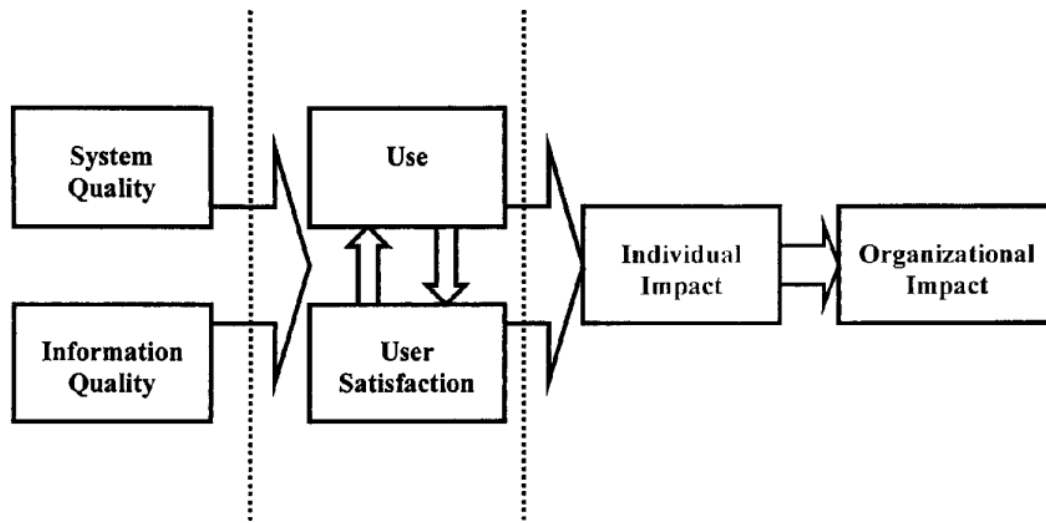 System
Quality
Use
Individual
Impact
Organizational
Impact
Information
Quality
User
Satisfaction